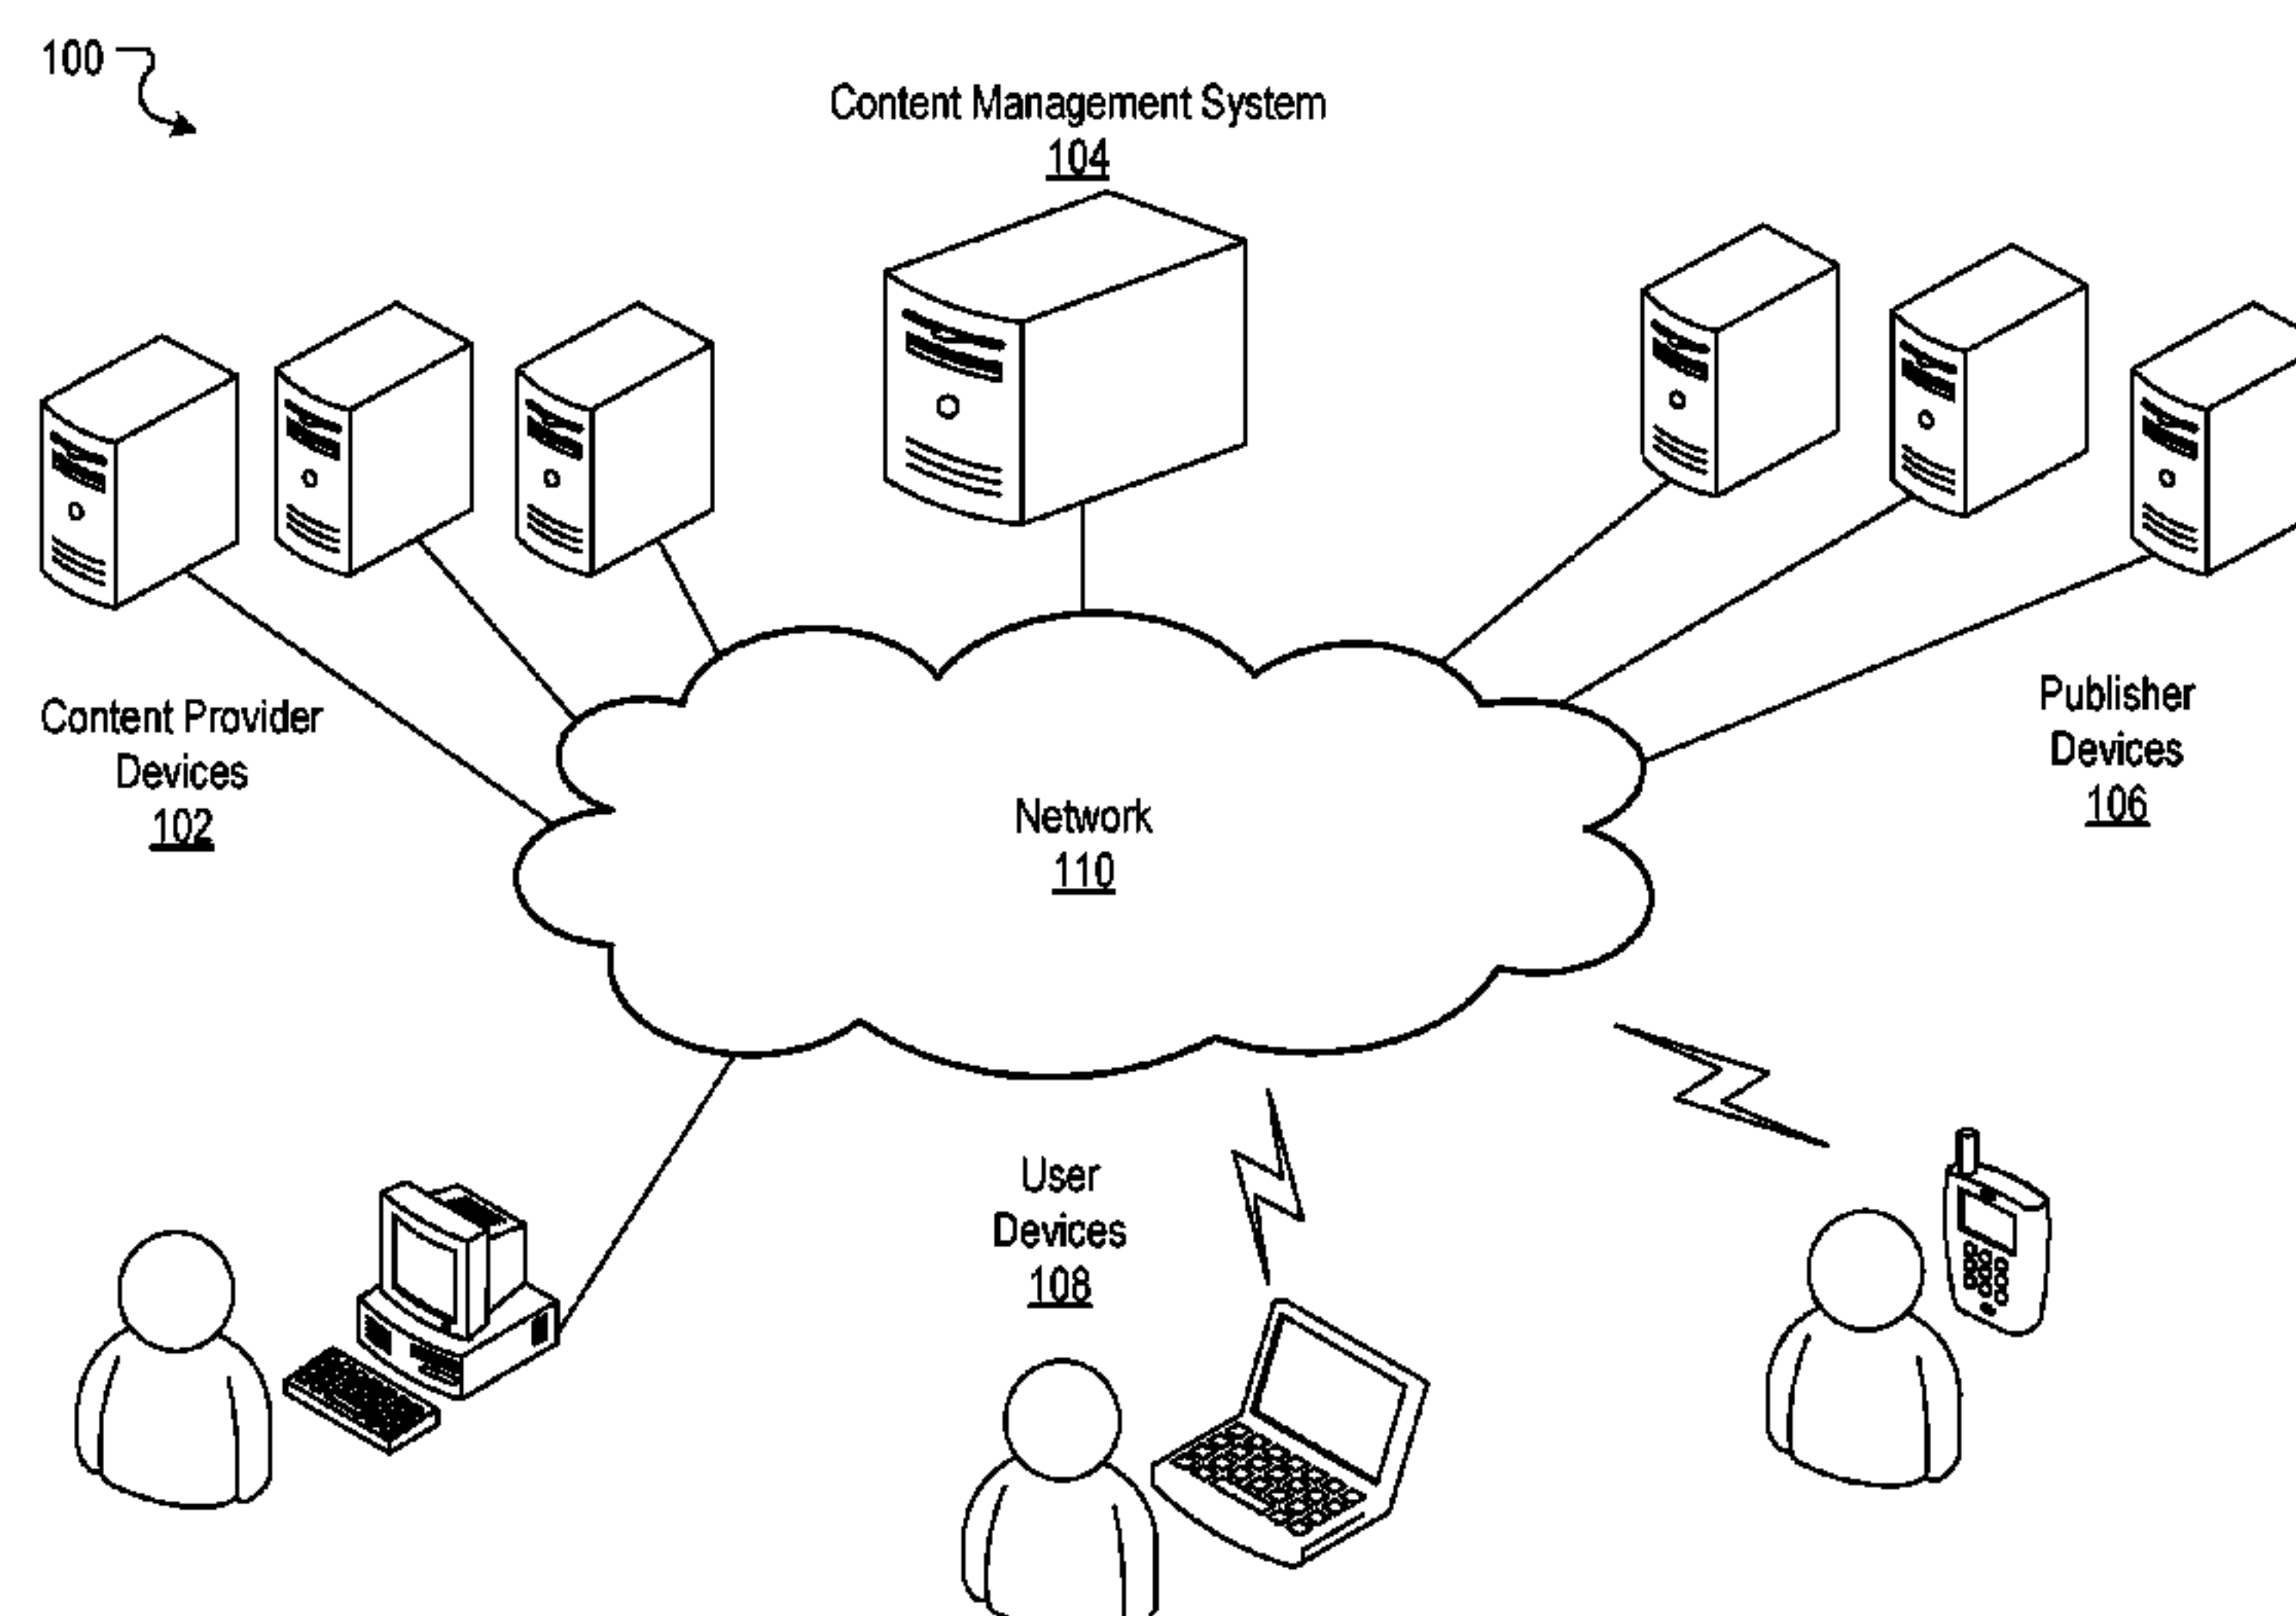 100
Content Management System
104
Content Provider
Devices
102
Publisher
Devices
106
Network
110
User
Devices
108